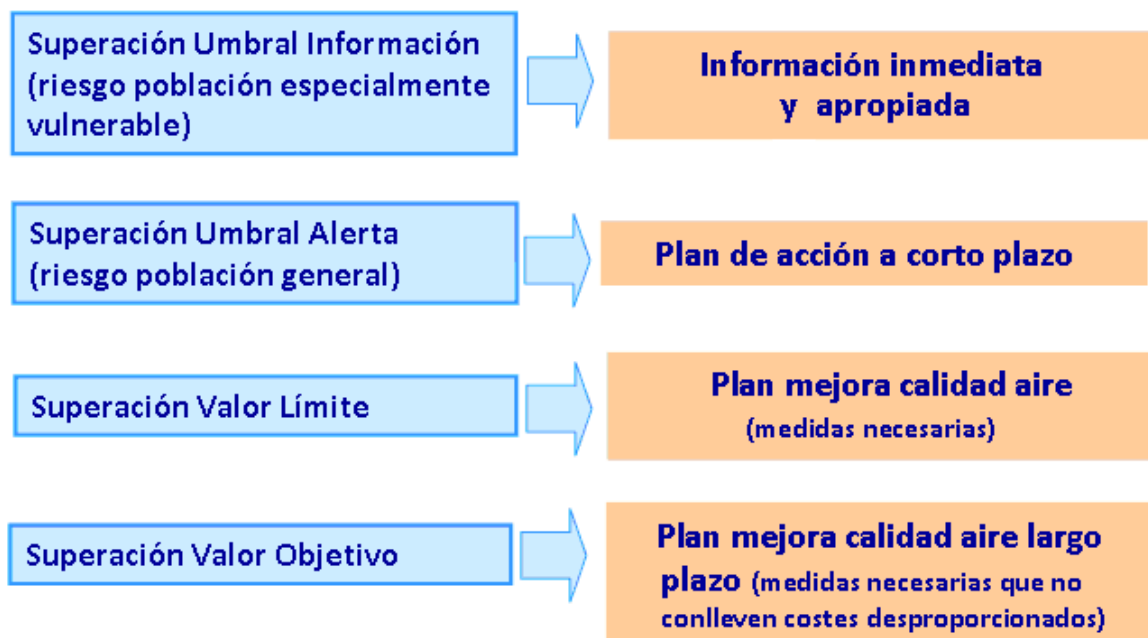 Superación Umbral Información
(riesgo población especialmente
vulnerable)
Información inmediata
y apropiada
Superación Umbral Alerta
(riesgo población general)
Plan de acción a corto plazo
Superación Valor Límite
Plan mejora calidad aire
(medidas necesarias)
Superación Valor Objetivo
Plan mejora calidad aire largo
plazo (medidas necesarias que no
conlleven costes desproporcionados)